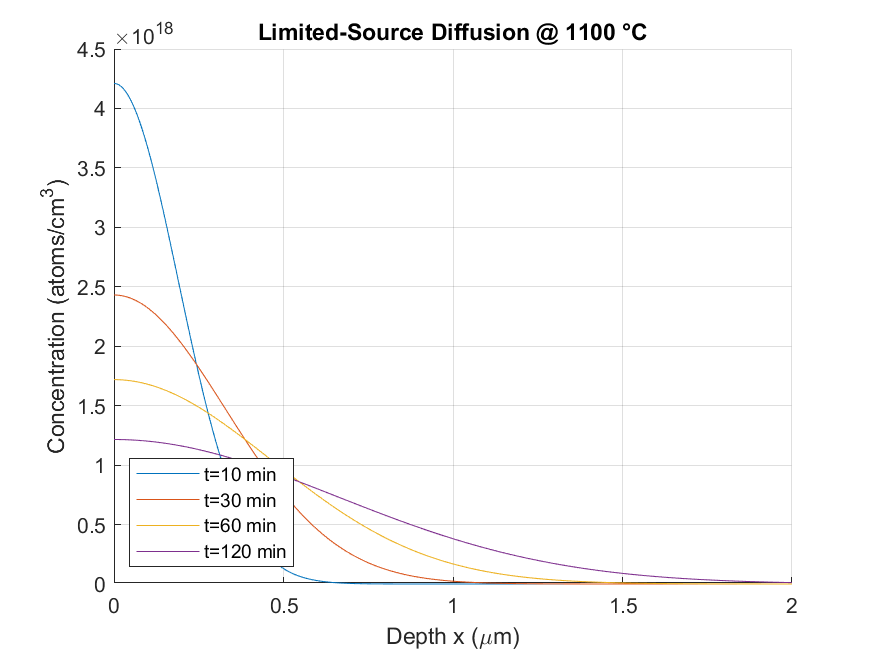 Limited-Source Diffusion @ 1100 °C
×10^18
4.5
4
3.5
3
2.5
2
1.5
1
0.5
0
Concentration (atoms/cm^3)
t=10 min
t=30 min
t=60 min
t=120 min
0 0.5 1 1.5 2
Depth x (μm)